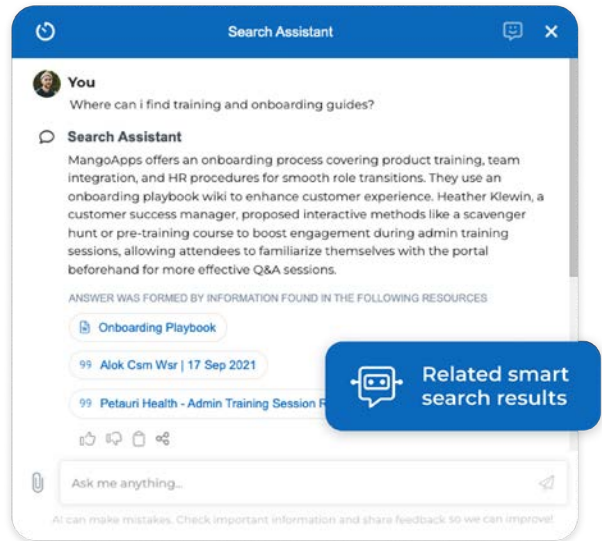 Search Assistant
You
Where can i find training and onboarding guides?
Search Assistant
MangoApps offers an onboarding process covering product training, team
integration, and HR procedures for smooth role transitions. They use an
onboarding playbook wiki to enhance customer experience. Heather Klewin, a
customer success manager, proposed interactive methods like a scavenger
hunt or pre-training course to boost engagement during admin training
sessions, allowing attendees to familiarize themselves with the portal
beforehand for more effective Q&A sessions.
ANSWER WAS FORMED BY INFORMATION FOUND IN THE FOLLOWING RESOURCES
Onboarding Playbook
99 Alok Csm Wsr | 17 Sep 2021
99 Petauri Health - Admin Training Session R
Related smart
search results
Ask me anything...
AI can make mistakes. Check important information and share feedback so we can improve!